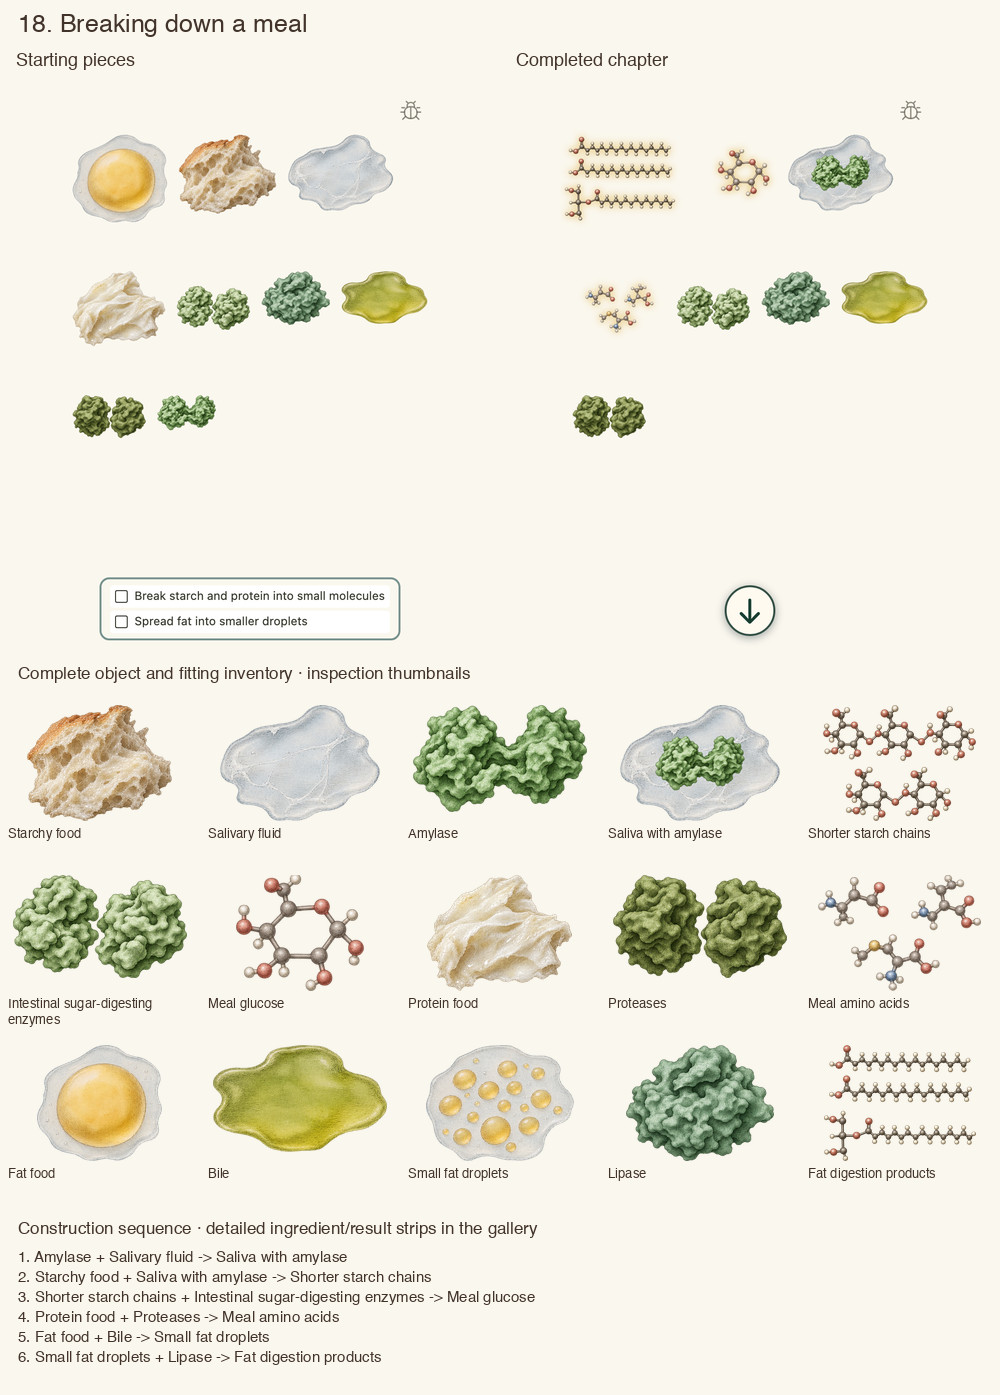 18. Breaking down a meal
Starting pieces
Completed chapter
Break starch and protein into small molecules
Spread fat into smaller droplets
Complete object and fitting inventory · inspection thumbnails
Starchy food
Salivary fluid
Amylase
Saliva with amylase
Shorter starch chains
Intestinal sugar-digesting
enzymes
Meal glucose
Protein food
Proteases
Meal amino acids
Fat food
Bile
Small fat droplets
Lipase
Fat digestion products
Construction sequence · detailed ingredient/result strips in the gallery
1. Amylase + Salivary fluid -> Saliva with amylase
2. Starchy food + Saliva with amylase -> Shorter starch chains
3. Shorter starch chains + Intestinal sugar-digesting enzymes -> Meal glucose
4. Protein food + Proteases -> Meal amino acids
5. Fat food + Bile -> Small fat droplets
6. Small fat droplets + Lipase -> Fat digestion products